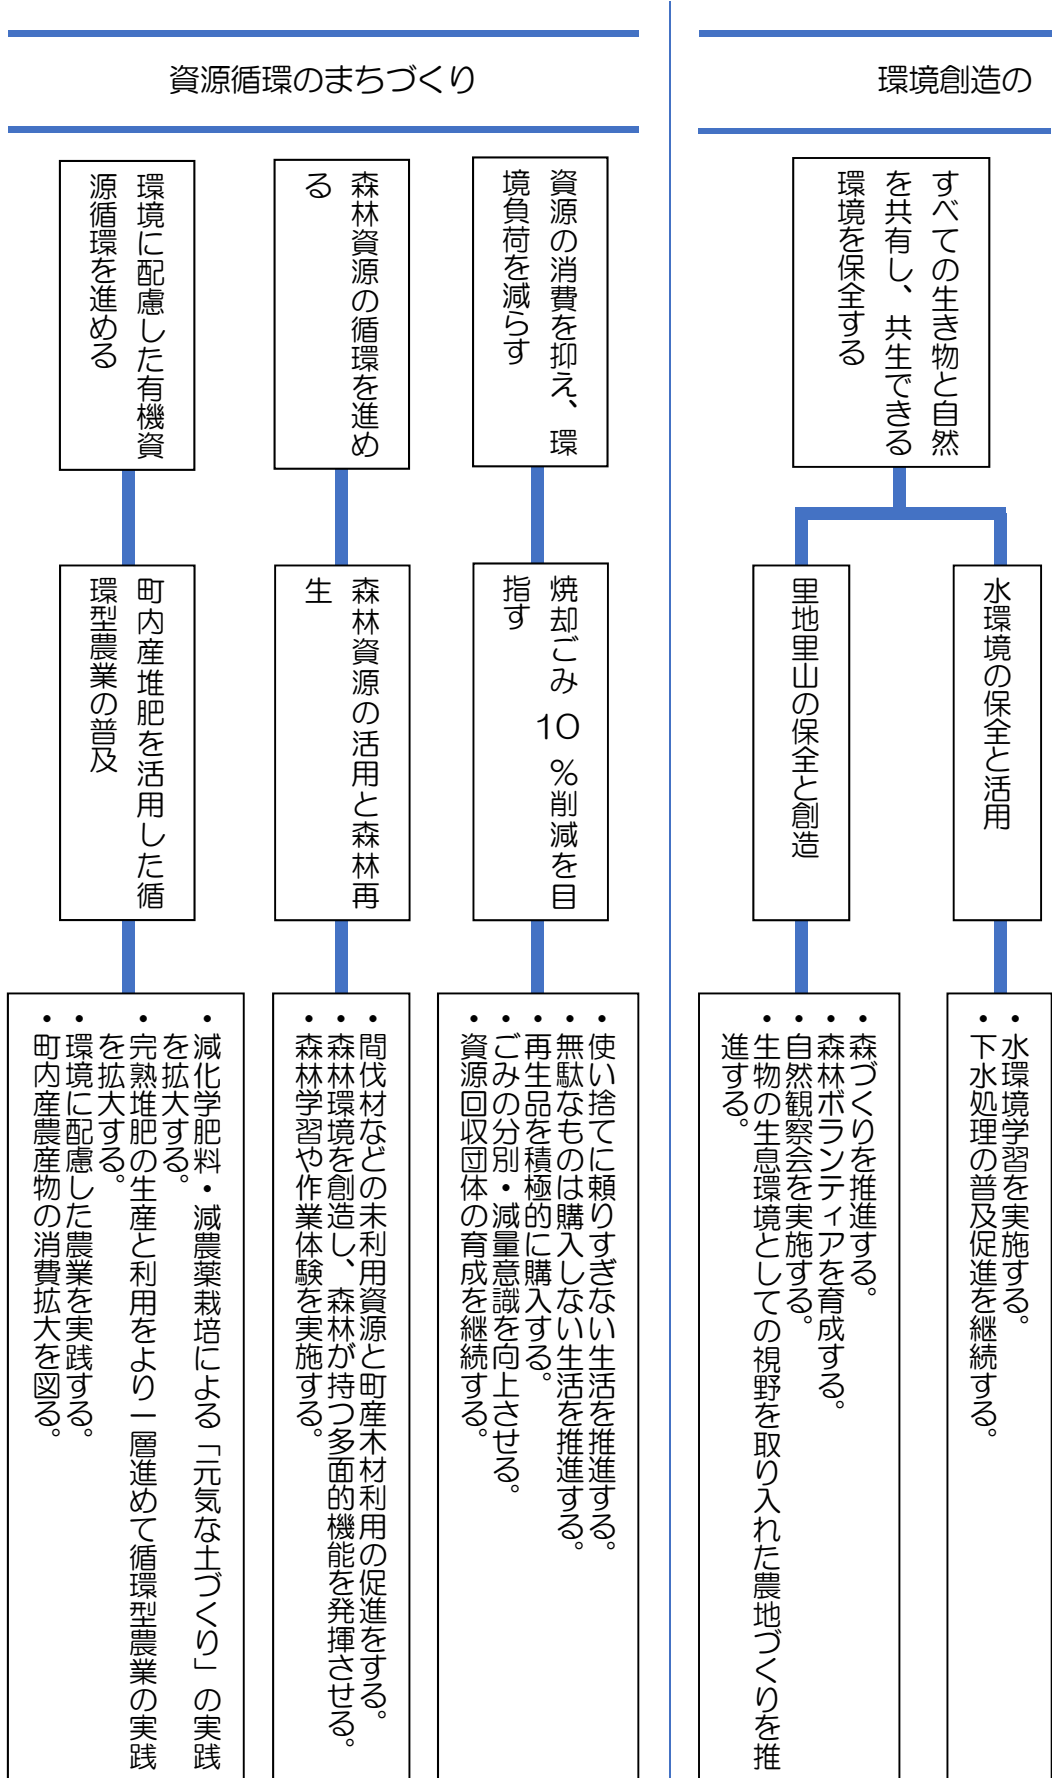 環境創造の
すべての生き物と自然
を共有し、共生できる
環境を保全する
水環境の保全と活用
・水環境学習を実施する。
・下水処理の普及促進を継続する。
里地里山の保全と創造
・森づくりを推進する。
・森林ボランティアを育成する。
・自然観察会を実施する。
・生物の生息環境としての視野を取り入れた農地づくりを推
進する。
資源循環のまちづくり
資源の消費を抑え、環
境負荷を減らす
焼却ごみ10%削減を目
指す
・使い捨てに頼りすぎない生活を推進する。
・無駄なものは購入しない生活を推進する。
・再生品を積極的に購入する。
・ごみの分別・減量意識を向上させる。
・資源回収団体の育成を継続する。
森林資源の循環を進め
る
森林資源の活用と森林再
生
・間伐材などの未利用資源と町産木材利用の促進をする。
・森林環境を創造し、森林が持つ多面的機能を発揮させる。
・森林学習や作業体験を実施する。
環境に配慮した有機資
源循環を進める
町内産堆肥を活用した循
環型農業の普及
・減化学肥料・減農薬栽培による「元気な土づくり」の実践
を拡大する。
・完熟堆肥の生産と利用をより一層進めて循環型農業の実践
を拡大する。
・環境に配慮した農業を実践する。
・町内産農産物の消費拡大を図る。